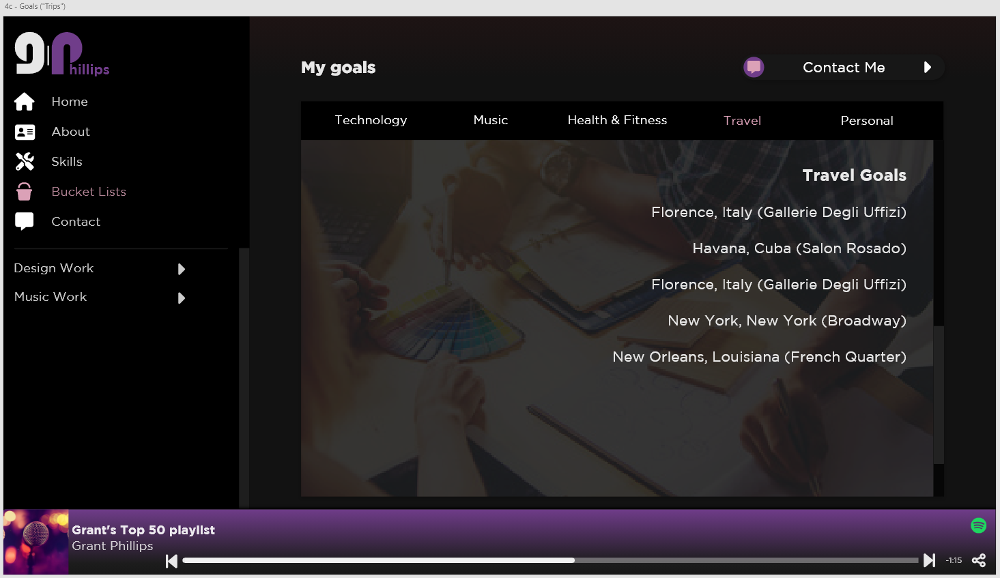 4c - Goals ("Trips")
gP
hillips
Home
About
Skills
Bucket Lists
Contact
Design Work
Music Work
My goals
Contact Me
Technology Music Health & Fitness Travel Personal
Travel Goals
Florence, Italy (Gallerie Degli Uffizi)
Havana, Cuba (Salon Rosado)
Florence, Italy (Gallerie Degli Uffizi)
New York, New York (Broadway)
New Orleans, Louisiana (French Quarter)
Grant's Top 50 playlist
Grant Phillips
-1:15